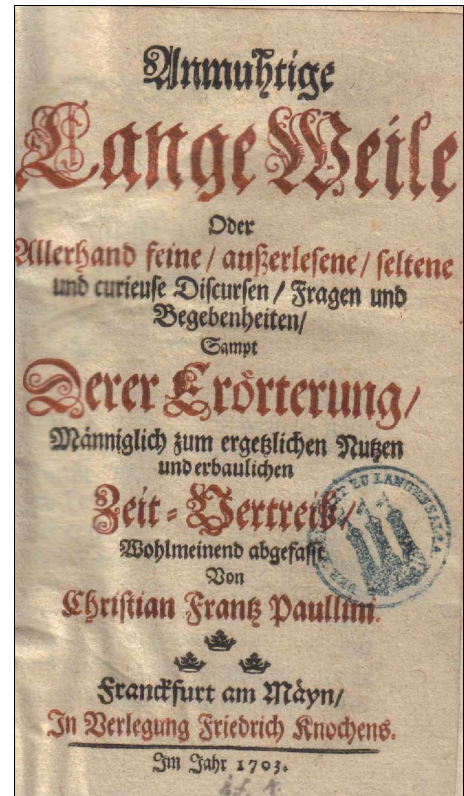 Anmuhtige
Lange Weile
Oder
Allerhand feine / außerlesene / seltene
und curieuse Discursen / Fragen und
Begebenheiten /
Sampt
Derer Erörterung /
Männiglich zum ergetzlichen Nutzen
und erbaulichen
Zeit-Vertreib /
Wohlmeinend abgefasst
Von
Christian Frantz Paullini.
Franckfurt am Mäyn /
In Verlegung Friedrich Knochens.
Im Jahr 1703.
ZU LANGENSALZA